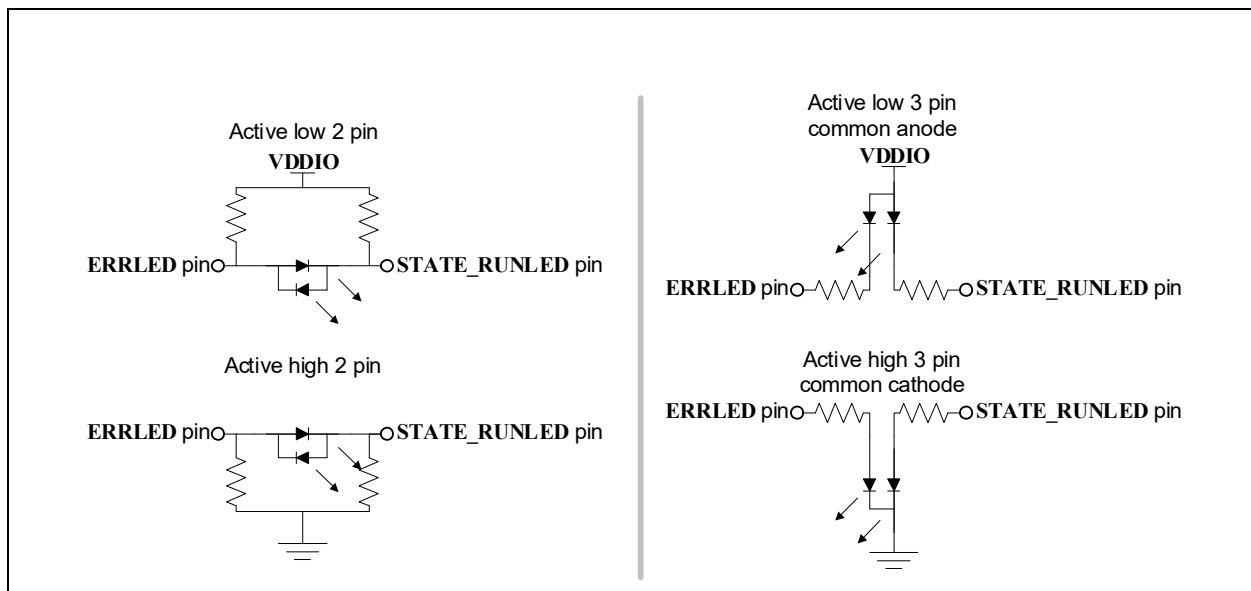 Active low 2 pin
VDDIO
ERRLED pin
STATE_RUNLED pin
Active high 2 pin
ERRLED pin
STATE_RUNLED pin
Active low 3 pin
common anode
VDDIO
ERRLED pin
STATE_RUNLED pin
Active high 3 pin
common cathode
ERRLED pin
STATE_RUNLED pin